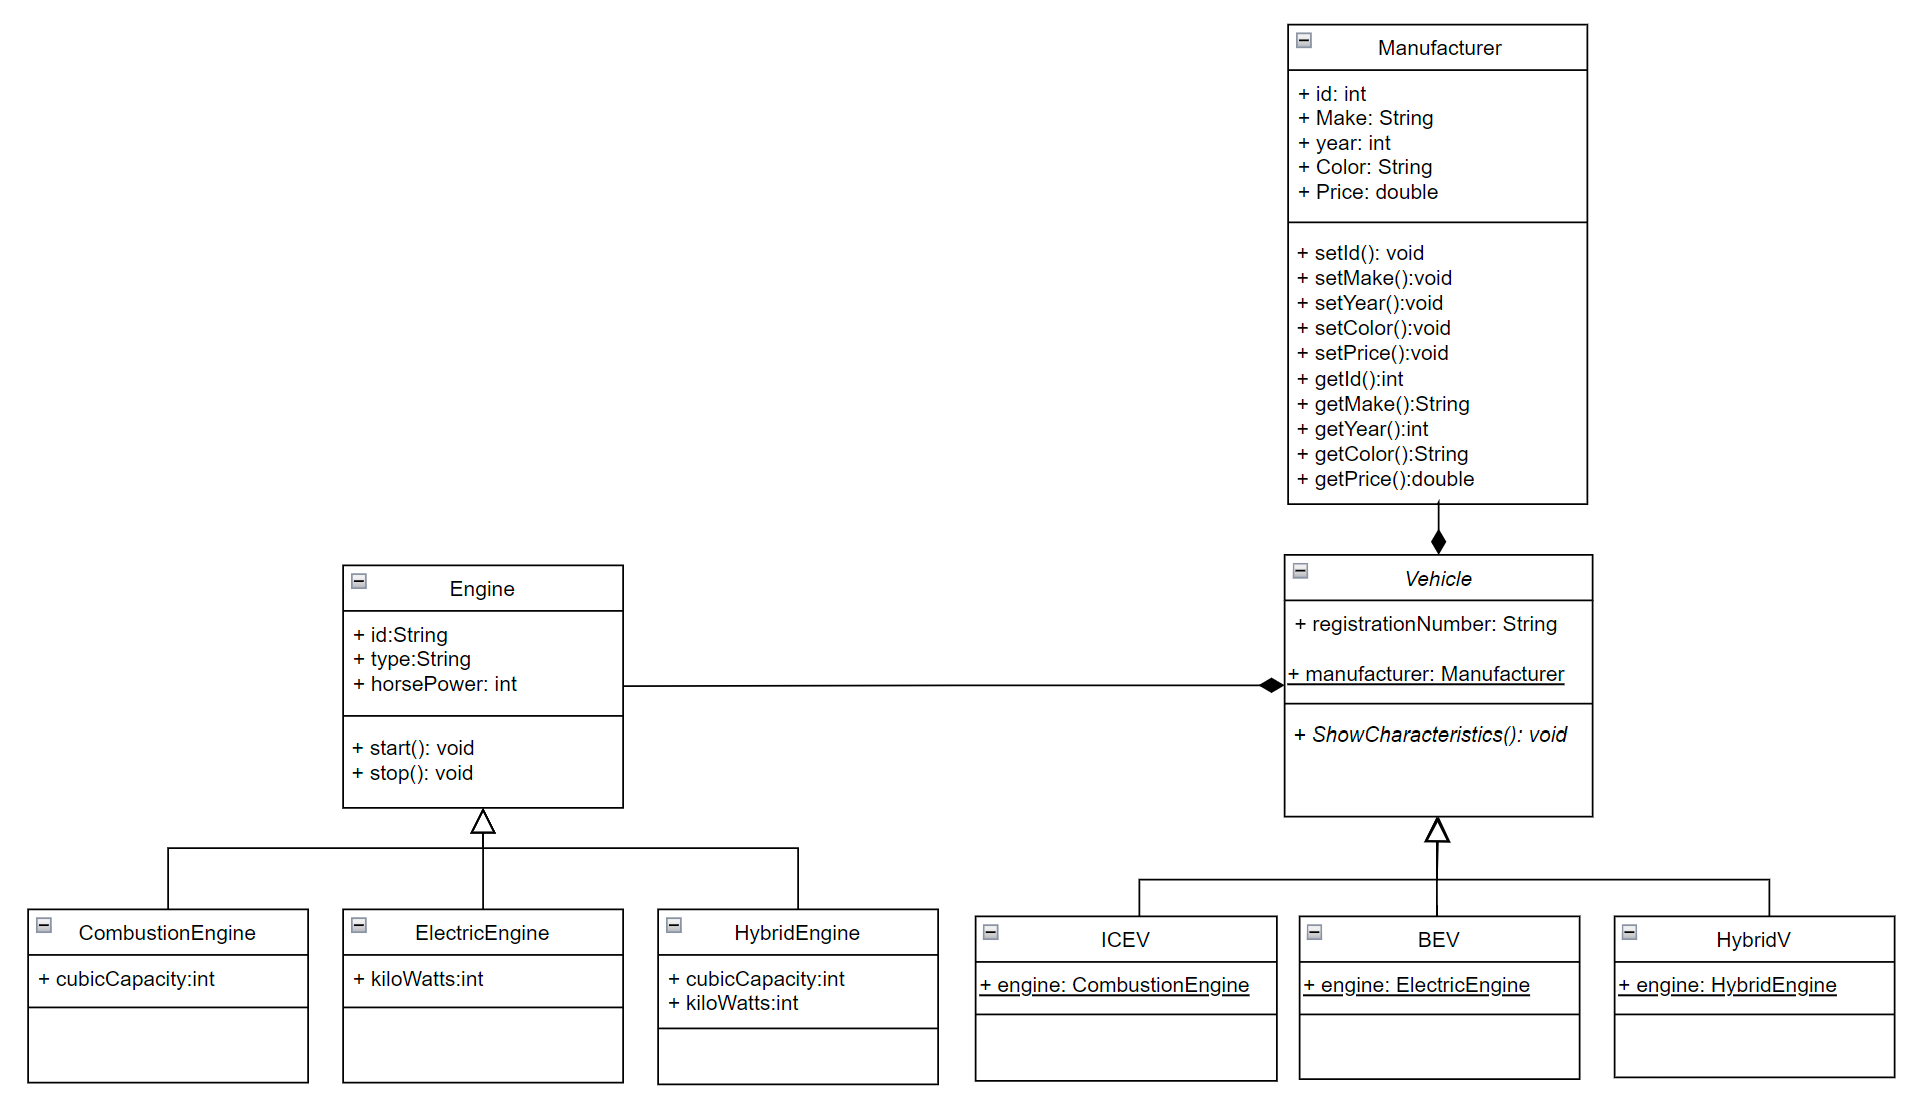 Manufacturer
+ id: int
+ Make: String
+ year: int
+ Color: String
+ Price: double
+ setId(): void
+ setMake():void
+ setYear():void
+ setColor():void
+ setPrice():void
+ getId():int
+ getMake():String
+ getYear():int
+ getColor():String
+ getPrice():double
Engine
+ id:String
+ type:String
+ horsePower: int
+ start(): void
+ stop(): void
Vehicle
+ registrationNumber: String
+ manufacturer: Manufacturer
+ ShowCharacteristics(): void
CombustionEngine
+ cubicCapacity:int
ElectricEngine
+ kiloWatts:int
HybridEngine
+ cubicCapacity:int
+ kiloWatts:int
ICEV
+ engine: CombustionEngine
BEV
+ engine: ElectricEngine
HybridV
+ engine: HybridEngine